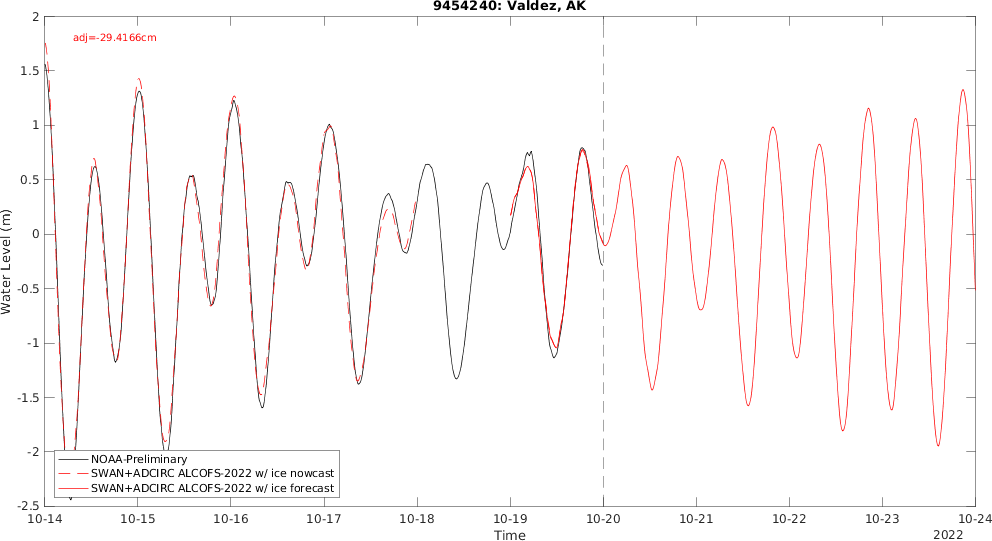 9454240: Valdez, AK
adj=-29.4166cm
2
1.5
1
0.5
0
-0.5
-1
-1.5
-2
-2.5
Water Level (m)
NOAA-Preliminary
SWAN+ADCIRC ALCOFS-2022 w/ ice nowcast
SWAN+ADCIRC ALCOFS-2022 w/ ice forecast
10-14 10-15 10-16 10-17 10-18 10-19 10-20 10-21 10-22 10-23 10-24
Time
2022